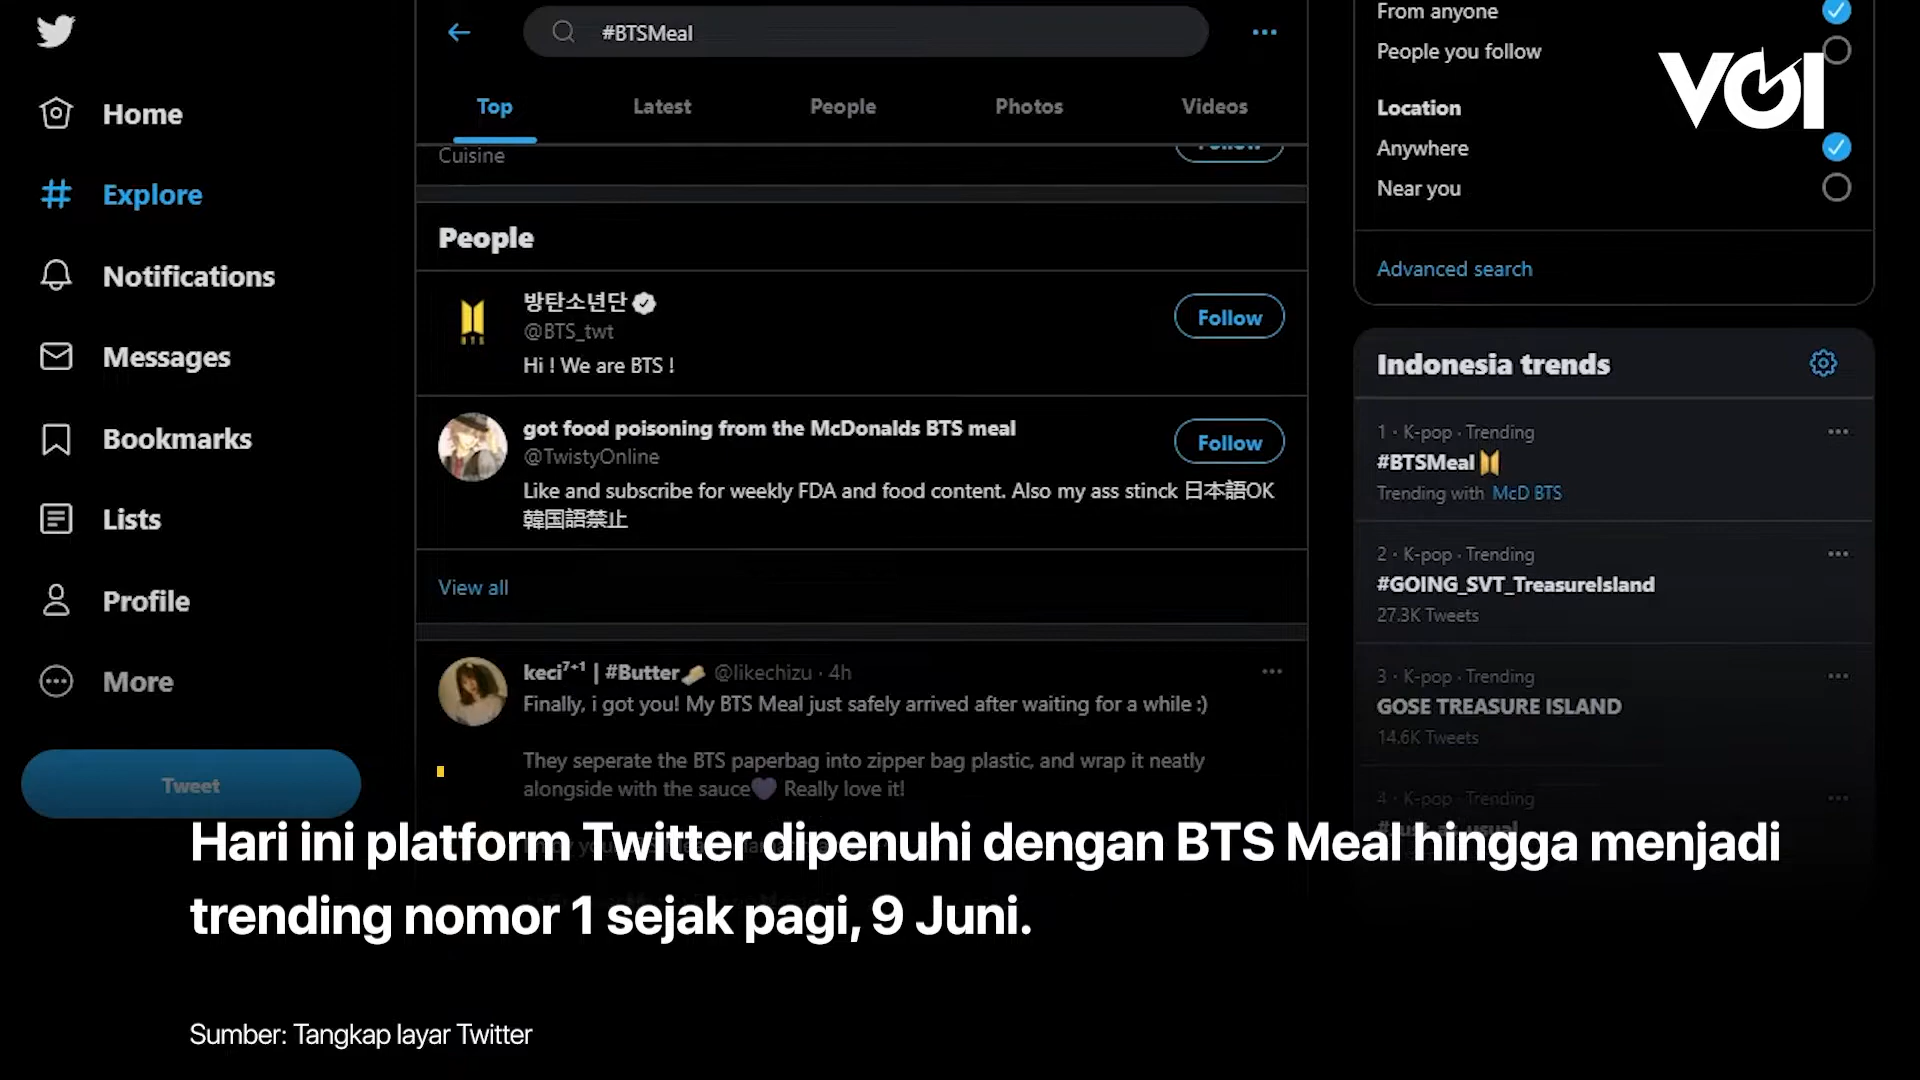 #BTSMeal
Top
Latest
People
Photos
Videos
Home
Explore
Notifications
Messages
Bookmarks
Lists
Profile
More
Tweet
Cuisine
Follow
People
방탄소년단
@BTS_twt
Hi ! We are BTS !
Follow
got food poisoning from the McDonalds BTS meal
@TwistyOnline
Follow
Like and subscribe for weekly FDA and food content. Also my ass stinck 日本語OK
韓国語禁止
View all
keci⁷⁺¹ | #Butter @likechizu · 4h
Finally, i got you! My BTS Meal just safely arrived after waiting for a while :)
They seperate the BTS paperbag into zipper bag plastic, and wrap it neatly
alongside with the sauce💜 Really love it!
From anyone
People you follow
VOI
Location
Anywhere
Near you
Advanced search
Indonesia trends
1 · K-pop · Trending
#BTSMeal
Trending with McD BTS
2 · K-pop · Trending
#GOING_SVT_TreasureIsland
27.3K Tweets
3 · K-pop · Trending
GOSE TREASURE ISLAND
14.6K Tweets
4 · K-pop · Trending
Hari ini platform Twitter dipenuhi dengan BTS Meal hingga menjadi
trending nomor 1 sejak pagi, 9 Juni.
Sumber: Tangkap layar Twitter